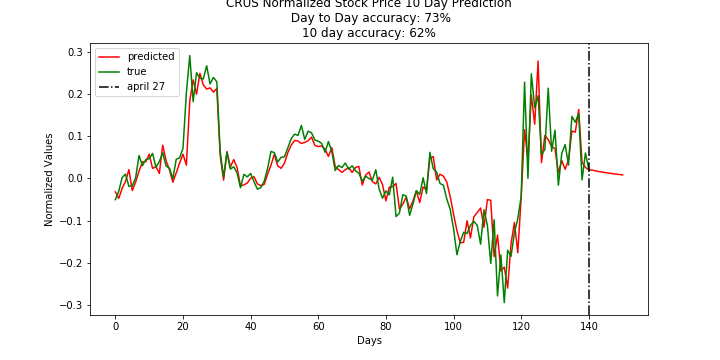 CRUS Normalized Stock Price 10 Day Prediction
Day to Day accuracy: 73%
10 day accuracy: 62%
predicted
true
april 27
0.3
0.2
0.1
0.0
−0.1
−0.2
−0.3
Normalized Values
0
20
40
60
80
100
120
140
Days